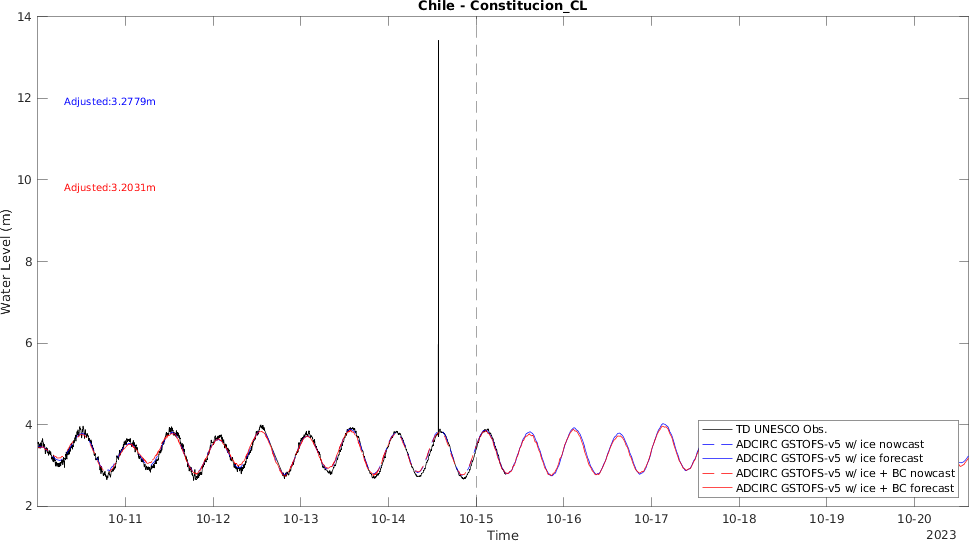 Chile - Constitucion_CL
14
12
10
8
6
4
2
Water Level (m)
Adjusted:3.2779m
Adjusted:3.2031m
TD UNESCO Obs.
ADCIRC GSTOFS-v5 w/ ice nowcast
ADCIRC GSTOFS-v5 w/ ice forecast
ADCIRC GSTOFS-v5 w/ ice + BC nowcast
ADCIRC GSTOFS-v5 w/ ice + BC forecast
10-11 10-12 10-13 10-14 10-15 10-16 10-17 10-18 10-19 10-20
Time
2023